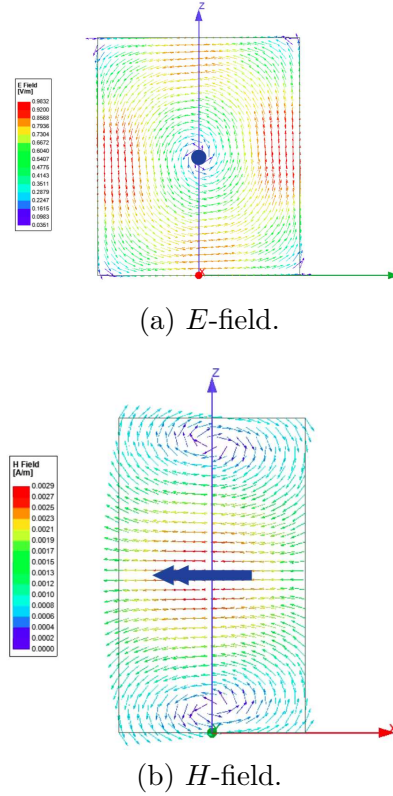 Z
E Field
[V/m]
0.9832
0.9200
0.8568
0.7936
0.7304
0.6672
0.6040
0.5407
0.4775
0.4143
0.3511
0.2879
0.2247
0.1615
0.0983
0.0351
X
(a) E-field.
Z
H Field
[A/m]
0.0029
0.0027
0.0025
0.0023
0.0021
0.0019
0.0017
0.0015
0.0013
0.0012
0.0010
0.0008
0.0006
0.0004
0.0002
0.0000
Y
X
(b) H-field.